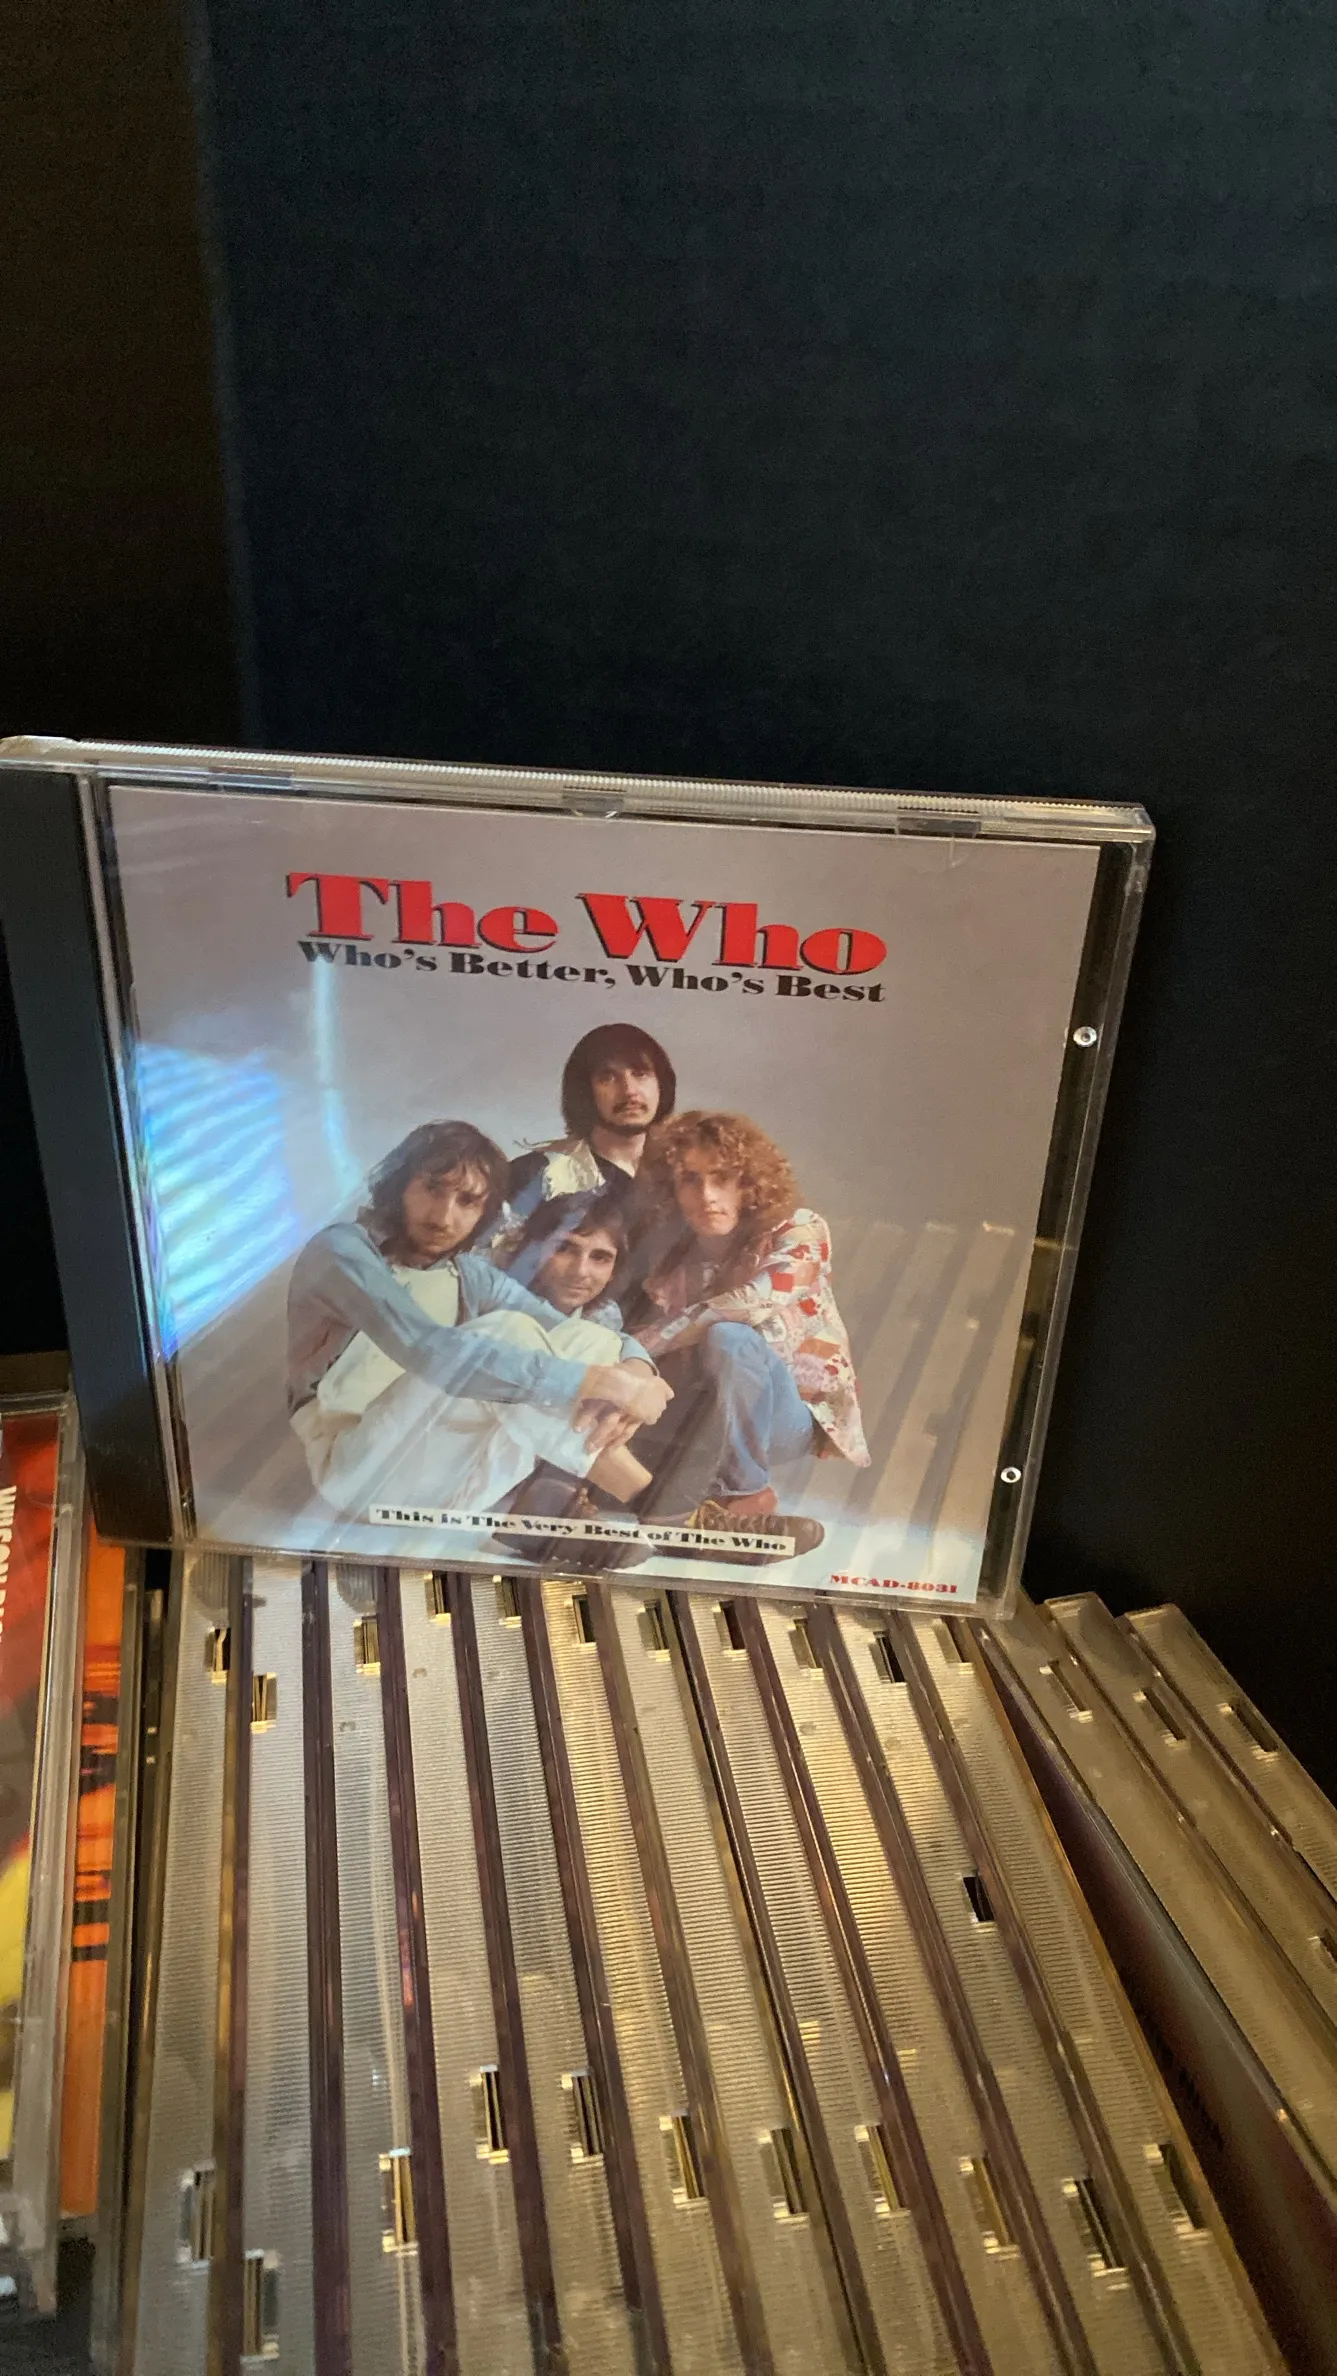 The Who
Who's Better, Who's Best
This is The Very Best of The Who
MCAD-8031